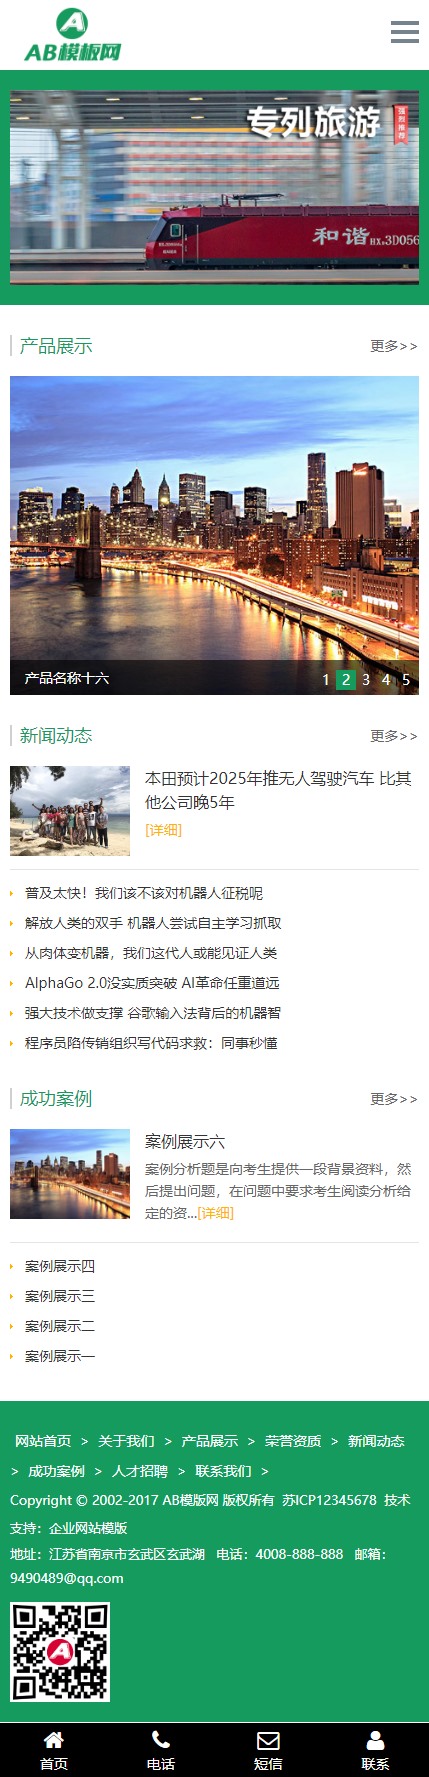 AB模板网
专列旅游
强烈推荐
和谐HXD3D056
产品展示
更多>>
产品名称十六
1 2 3 4 5
新闻动态
更多>>
本田预计2025年推无人驾驶汽车 比其
他公司晚5年
[详细]
普及太快！我们该不该对机器人征税呢
解放人类的双手 机器人尝试自主学习抓取
从肉体变机器，我们这代人或能见证人类
AlphaGo 2.0没实质突破 AI革命任重道远
强大技术做支撑 谷歌输入法背后的机器智
程序员陷传销组织写代码求救：同事秒懂
成功案例
更多>>
案例展示六
案例分析题是向考生提供一段背景资料，然
后提出问题，在问题中要求考生阅读分析给
定的资...[详细]
案例展示四
案例展示三
案例展示二
案例展示一
网站首页 > 关于我们 > 产品展示 > 荣誉资质 > 新闻动态
> 成功案例 > 人才招聘 > 联系我们 >
Copyright © 2002-2017 AB模版网 版权所有 苏ICP12345678 技术
支持：企业网站模版
地址：江苏省南京市玄武区玄武湖 电话：4008-888-888 邮箱：
9490489@qq.com
首页 电话 短信 联系